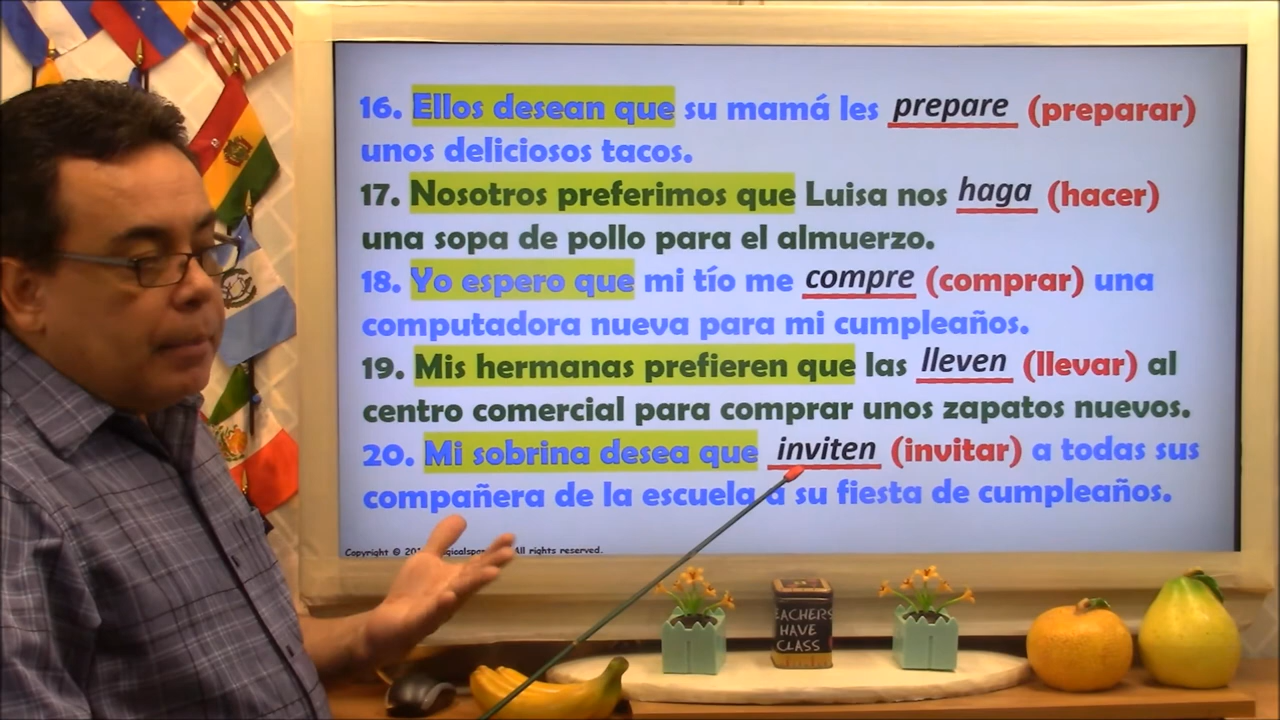 16. Ellos desean que su mamá les prepare (preparar)
unos deliciosos tacos.
17. Nosotros preferimos que Luisa nos haga (hacer)
una sopa de pollo para el almuerzo.
18. Yo espero que mi tío me compre (comprar) una
computadora nueva para mi cumpleaños.
19. Mis hermanas prefieren que las lleven (llevar) al
centro comercial para comprar unos zapatos nuevos.
20. Mi sobrina desea que inviten (invitar) a todas sus
compañera de la escuela a su fiesta de cumpleaños.
Copyright © All rights reserved.
HAVE
CLASS